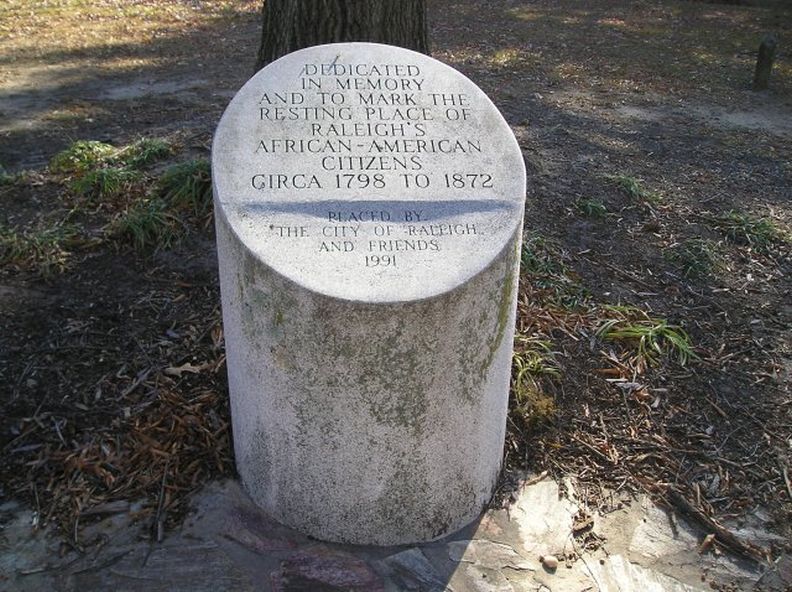 DEDICATED
IN MEMORY
AND TO MARK THE
RESTING PLACE OF
RALEIGH'S
AFRICAN-AMERICAN
CITIZENS
CIRCA 1798 TO 1872
PLACED BY
THE CITY OF RALEIGH
AND FRIENDS
1991